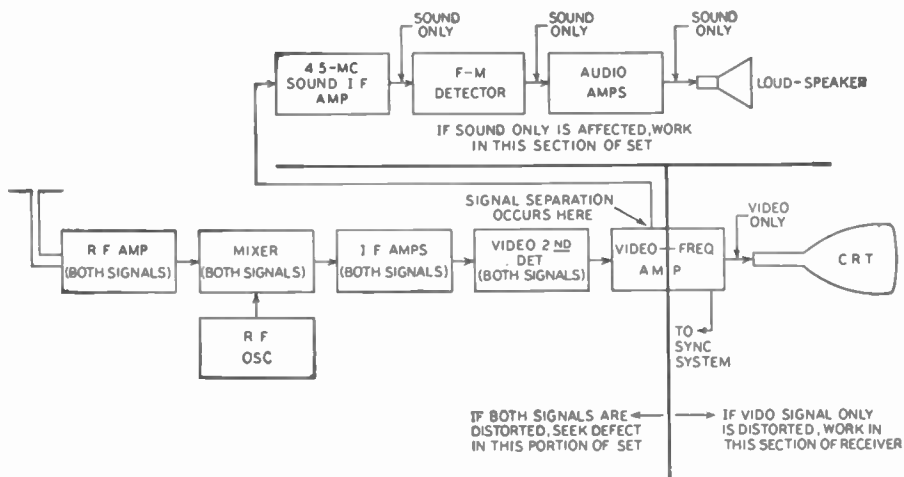 SOUND ONLY
SOUND ONLY
SOUND ONLY
4 5-MC
SOUND I F
AMP
F-M
DETECTOR
AUDIO
AMPS
LOUD-SPEAKER
IF SOUND ONLY IS AFFECTED, WORK
IN THIS SECTION OF SET
SIGNAL SEPARATION
OCCURS HERE
VIDEO
ONLY
R F AMP
(BOTH SIGNALS)
MIXER
(BOTH SIGNALS)
I F AMPS
(BOTH SIGNALS)
VIDEO 2 ND
DET
(BOTH SIGNALS)
VIDEO-FREQ
AMP
C R T
R F
OSC
TO
SYNC
SYSTEM
IF BOTH SIGNALS ARE
DISTORTED, SEEK DEFECT
IN THIS PORTION OF SET
IF VIDO SIGNAL ONLY
IS DISTORTED, WORK IN
THIS SECTION OF RECEIVER